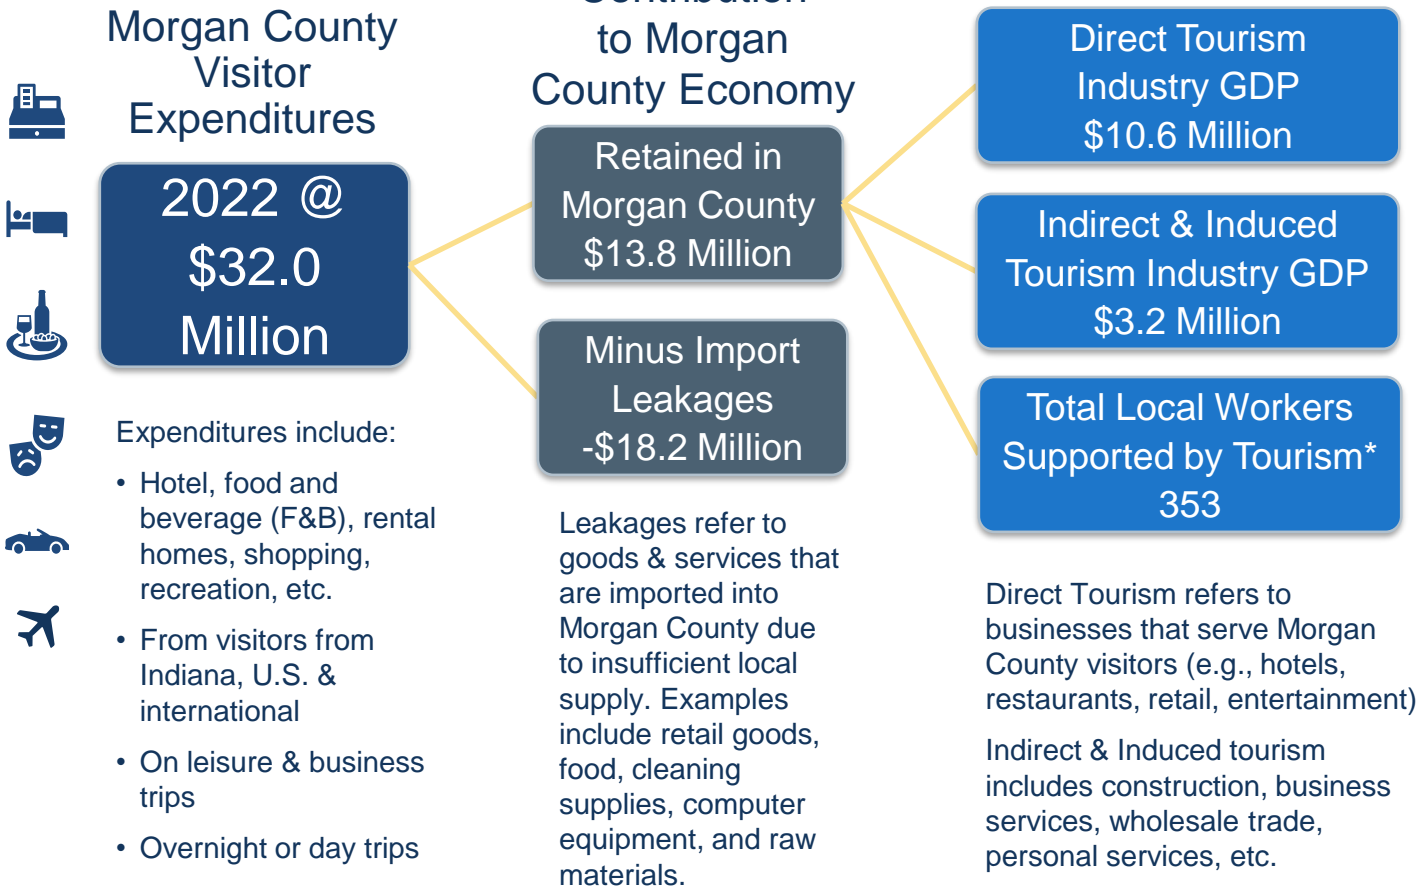 Morgan County
Visitor
Expenditures
2022 @
$32.0
Million
Expenditures include:
• Hotel, food and
beverage (F&B), rental
homes, shopping,
recreation, etc.
• From visitors from
Indiana, U.S. &
international
• On leisure & business
trips
• Overnight or day trips
Contribution
to Morgan
County Economy
Retained in
Morgan County
$13.8 Million
Minus Import
Leakages
-$18.2 Million
Leakages refer to
goods & services that
are imported into
Morgan County due
to insufficient local
supply. Examples
include retail goods,
food, cleaning
supplies, computer
equipment, and raw
materials.
Direct Tourism
Industry GDP
$10.6 Million
Indirect & Induced
Tourism Industry GDP
$3.2 Million
Total Local Workers
Supported by Tourism*
353
Direct Tourism refers to
businesses that serve Morgan
County visitors (e.g., hotels,
restaurants, retail, entertainment)
Indirect & Induced tourism
includes construction, business
services, wholesale trade,
personal services, etc.